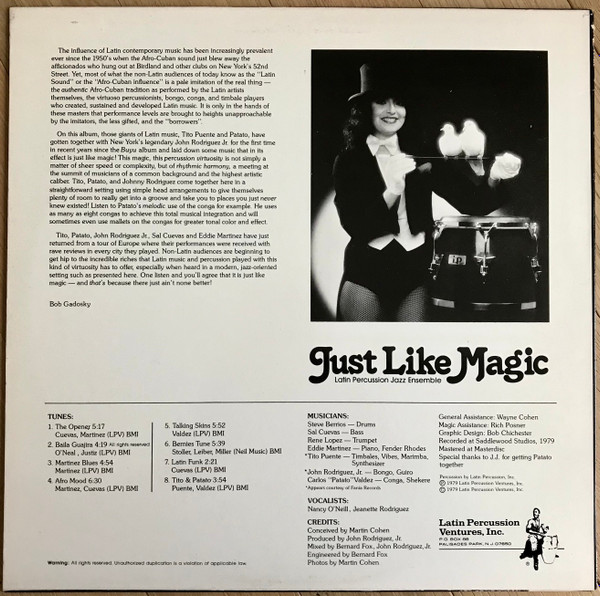 The influence of Latin contemporary music has been increasingly prevalent
ever since the 1950's when the Afro-Cuban sound just blew away the
afficionados who hung out at Birdland and other clubs on New York's 52nd
Street. Yet, most of what the non-Latin audiences of today know as the "Latin
Sound" or the "Afro-Cuban influence" is a pale imitation of the real thing —
the authentic Afro-Cuban tradition as performed by the Latin artists
themselves, the virtuoso percussionists, bongo, conga, and timbale players
who created, sustained and developed Latin music. It is only in the hands of
these masters that performance levels are brought to heights unapproachable
by the imitators, the less gifted, and the "borrowers".
On this album, those giants of Latin music, Tito Puente and Patato, have
gotten together with New York's legendary John Rodriguez Jr. for the first time
in recent years since the Buyu album and laid down some music that in its
effect is just like magic! This magic, this percussion virtuosity is not simply a
matter of sheer speed or complexity, but of rhythmic harmony, a meeting at
the summit of musicians of a common background and the highest artistic
caliber. Tito, Patato, and Johnny Rodriguez come together here in a
straightforward setting using simple head arrangements to give themselves
plenty of room to really get into a groove and take you to places you just never
knew existed! Listen to Patato's melodic use of the congas for example. He uses
as many as eight congas to achieve this total musical integration and will
sometimes even use mallets on the congas for greater tonal color and effect.
Tito, Patato, John Rodriguez Jr., Sal Cuevas and Eddie Martinez have just
returned from a tour of Europe where their performances were received with
rave reviews in every city they played. Non-Latin audiences are beginning to
get hip to the incredible riches that Latin music and percussion played with this
kind of virtuosity has to offer, especially when heard in a modern, jazz-oriented
setting such as presented here. One listen and you'll agree that it is just like
magic — and that's because there just ain't none better!
Bob Gadosky
LP
Just Like Magic
Latin Percussion Jazz Ensemble
TUNES:
1. The Opener 5:17
Cuevas, Martinez (LPV) BMI
2. Baila Guajira 4:19 All rights reserved
O'Neal, Justiz (LPV) BMI
3. Martinez Blues 4:54
Martinez (LPV) BMI
4. Afro Mood 6:30
Martinez, Cuevas (LPV) BMI
5. Talking Skins 5:52
Valdez (LPV) BMI
6. Bernies Tune 5:39
Stoller, Leiber, Miller (Neil Music) BMI
7. Latin Funk 2:21
Cuevas (LPV) BMI
8. Tito & Patato 3:54
Puente, Valdez (LPV) BMI
Warning: All rights reserved. Unauthorized duplication is a violation of applicable law.
MUSICIANS:
Steve Berrios — Drums
Sal Cuevas — Bass
Rene Lopez — Trumpet
Eddie Martinez — Piano, Fender Rhodes
*Tito Puente — Timbales, Vibes, Marimba,
Synthesizer
*John Rodriguez, Jr. — Bongo, Guiro
Carlos "Patato" Valdez — Conga, Shekere
*Appears courtesy of Fania Records
VOCALISTS:
Nancy O'Neill, Jeanette Rodriguez
CREDITS:
Conceived by Martin Cohen
Produced by John Rodriguez, Jr.
Mixed by Bernard Fox, John Rodriguez, Jr.
Engineered by Bernard Fox
Photos by Martin Cohen
General Assistance: Wayne Cohen
Magic Assistance: Rich Posner
Graphic Design: Bob Chichester
Recorded at Saddlewood Studios, 1979
Mastered at Masterdisc
Special thanks to J.J. for getting Patato
together
Percussion by Latin Percussion, Inc.
℗ 1979 Latin Percussion Ventures, Inc.
© 1979 Latin Percussion Ventures, Inc.
Latin Percussion
Ventures, Inc.
P.O. BOX 88
PALISADES PARK, N.J. 07650
®